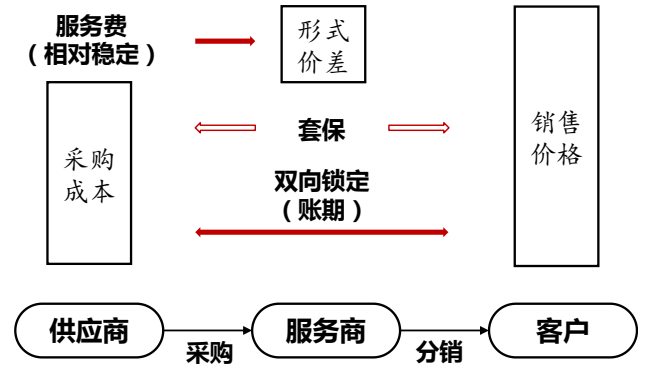 服务费
（相对稳定）
形式
价差
采购
成本
套保
双向锁定
（账期）
销售
价格
供应商
采购
服务商
分销
客户